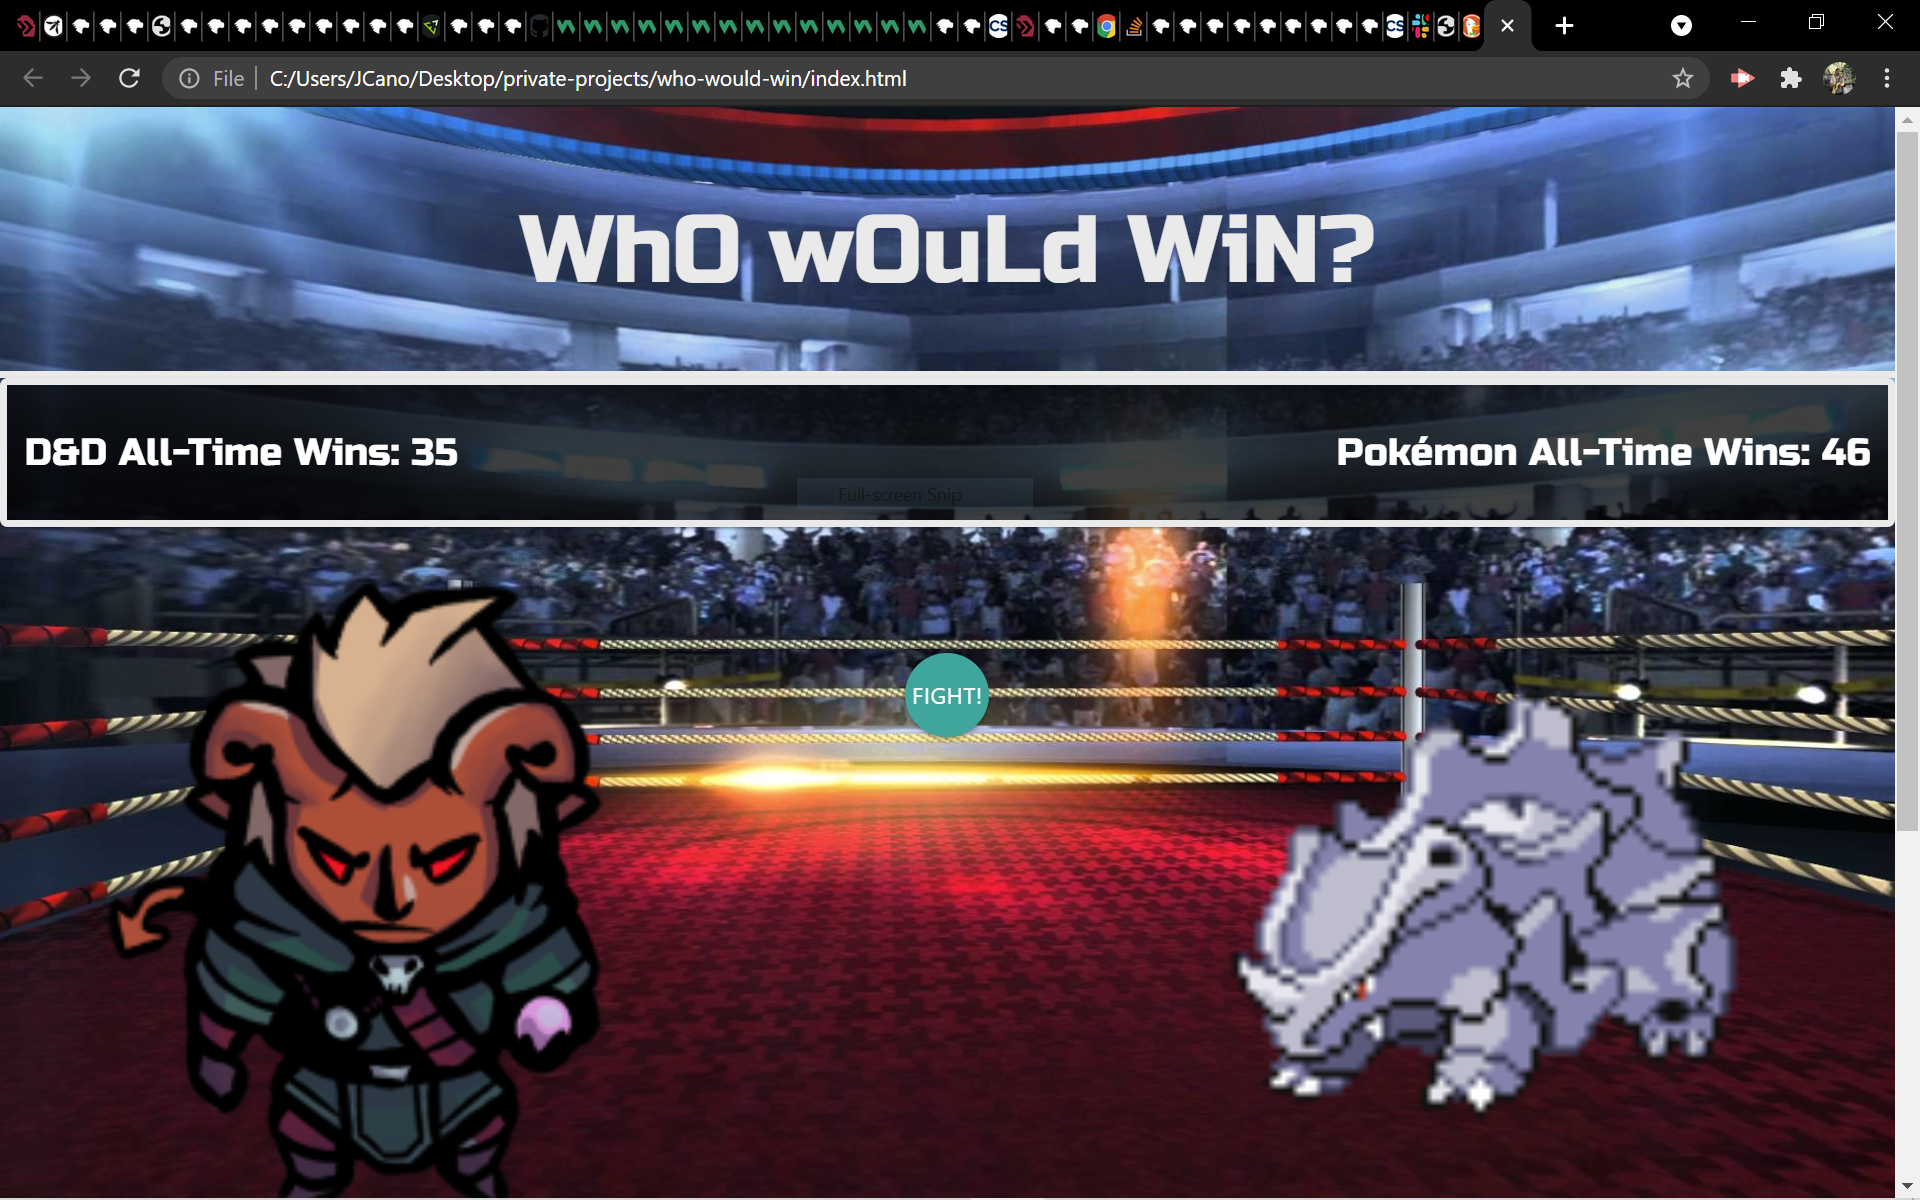 File C:/Users/JCano/Desktop/private-projects/who-would-win/index.html
WhO wOuLd WiN?
D&D All-Time Wins: 35
Pokémon All-Time Wins: 46
Full-screen Snip
FIGHT!